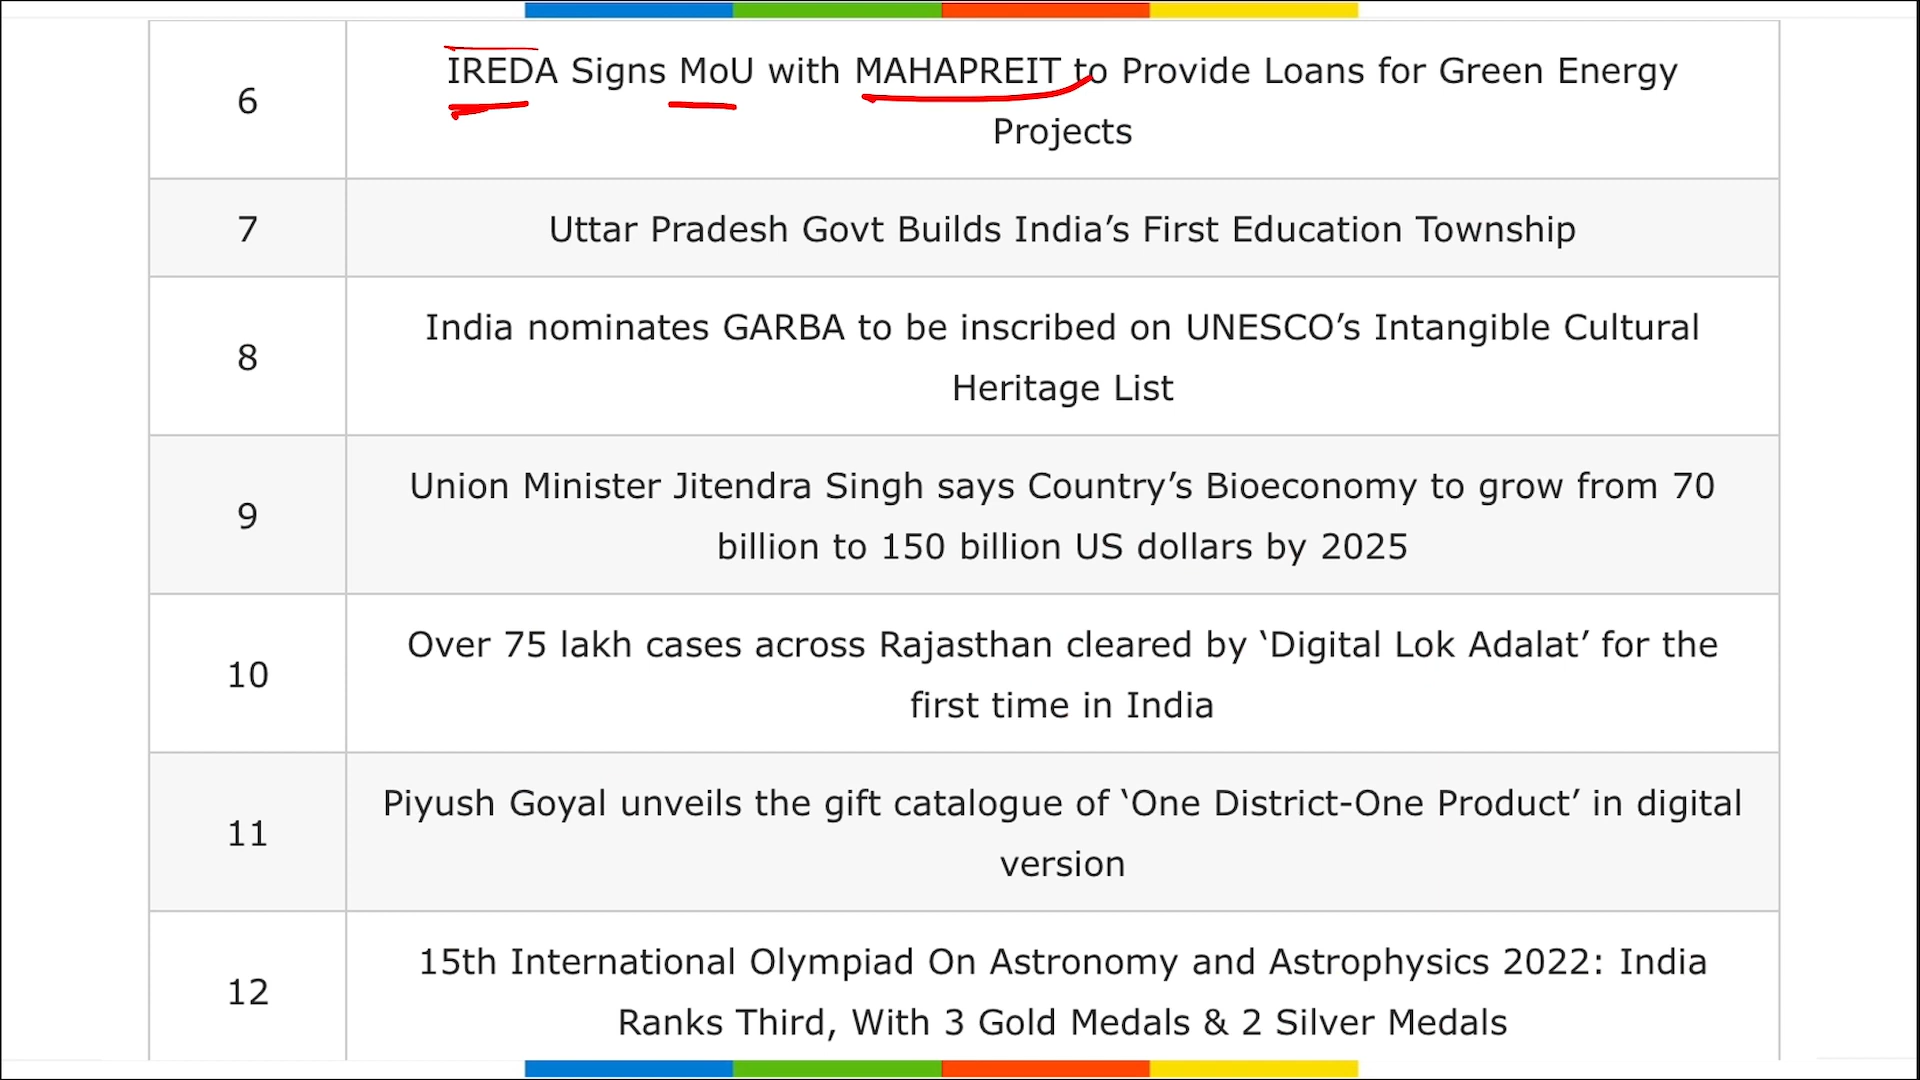 6
IREDA Signs MoU with MAHAPREIT to Provide Loans for Green Energy
Projects
7
Uttar Pradesh Govt Builds India’s First Education Township
8
India nominates GARBA to be inscribed on UNESCO’s Intangible Cultural
Heritage List
9
Union Minister Jitendra Singh says Country’s Bioeconomy to grow from 70
billion to 150 billion US dollars by 2025
10
Over 75 lakh cases across Rajasthan cleared by ‘Digital Lok Adalat’ for the
first time in India
11
Piyush Goyal unveils the gift catalogue of ‘One District-One Product’ in digital
version
12
15th International Olympiad On Astronomy and Astrophysics 2022: India
Ranks Third, With 3 Gold Medals & 2 Silver Medals